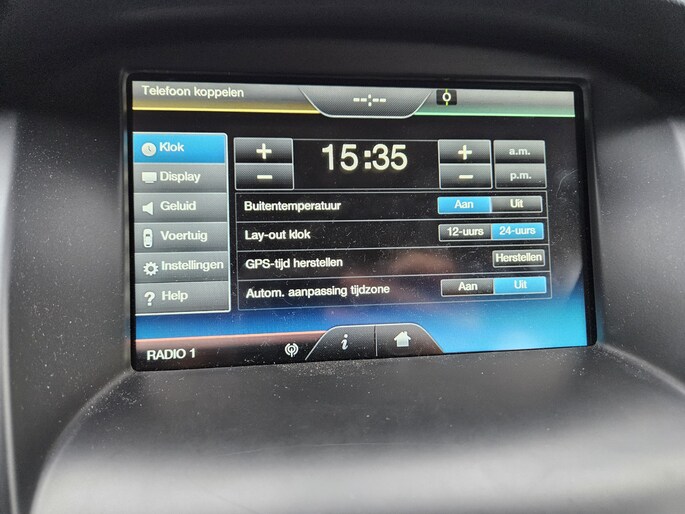 Telefoon koppelen
--:--
Klok
Display
Geluid
Voertuig
Instellingen
? Help
+ 15:35 + a.m.
− − p.m.
Buitentemperatuur Aan Uit
Lay-out klok 12-uurs 24-uurs
GPS-tijd herstellen Herstellen
Autom. aanpassing tijdzone Aan Uit
RADIO 1 i